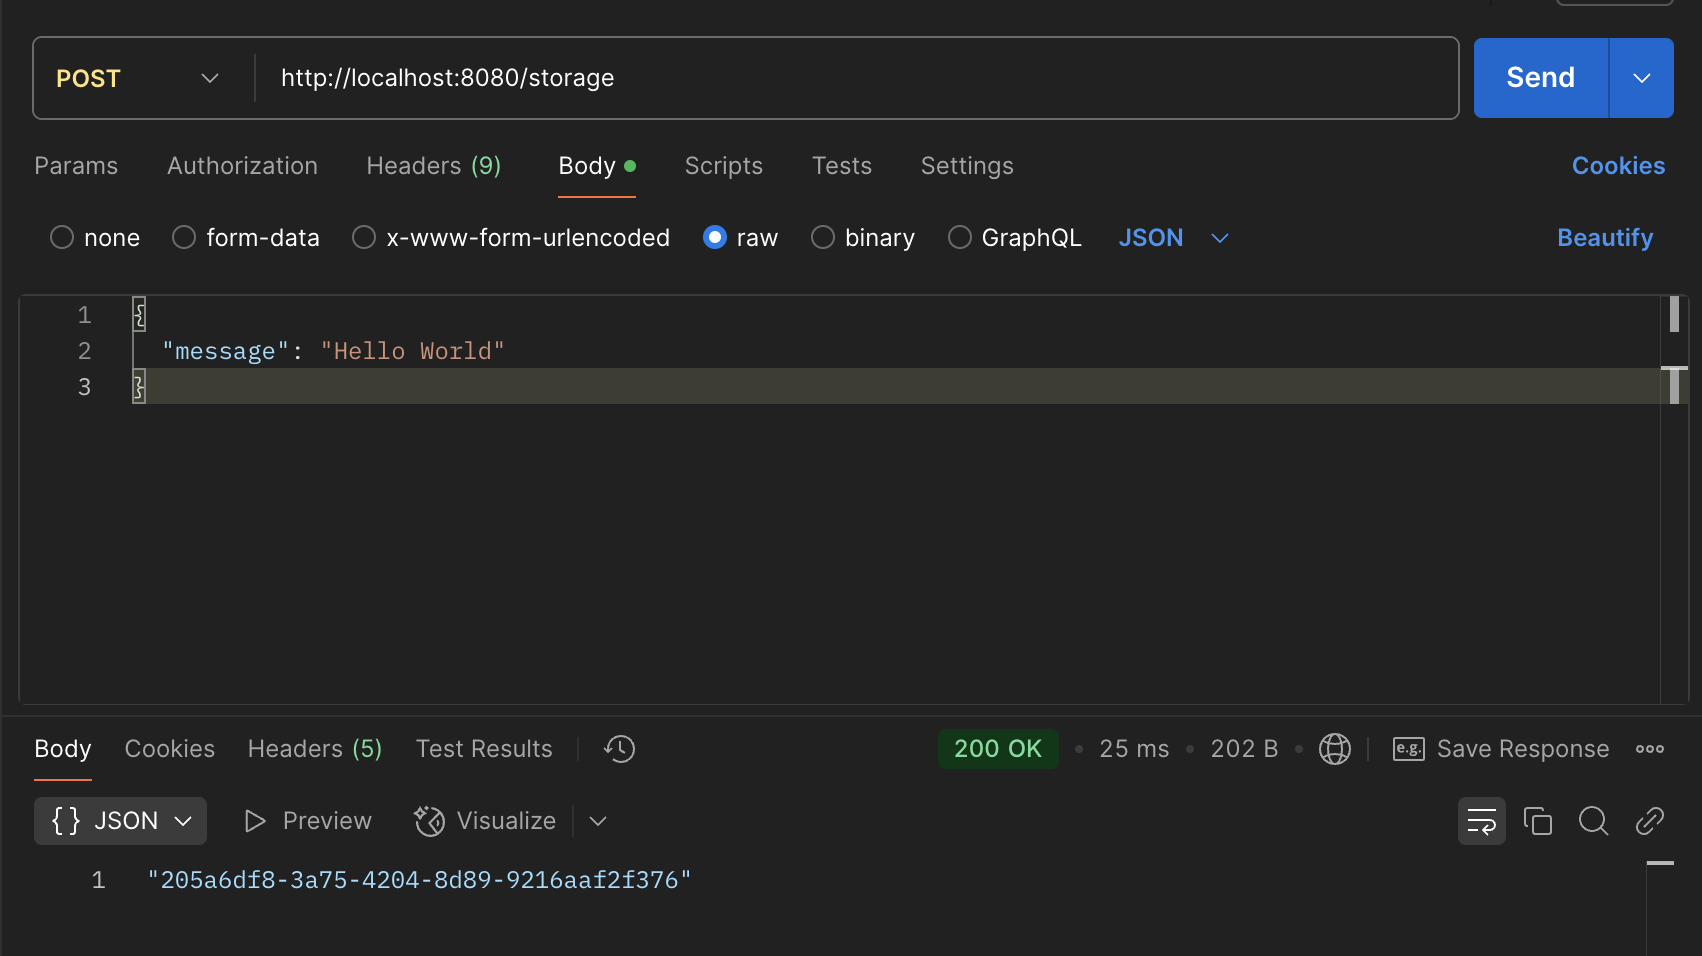 POST http://localhost:8080/storage Send
Params Authorization Headers (9) Body Scripts Tests Settings Cookies
none form-data x-www-form-urlencoded raw binary GraphQL JSON Beautify
1 {
2 "message": "Hello World"
3 }
Body Cookies Headers (5) Test Results 200 OK • 25 ms • 202 B • e.g. Save Response
{} JSON Preview Visualize
1 "205a6df8-3a75-4204-8d89-9216aaf2f376"